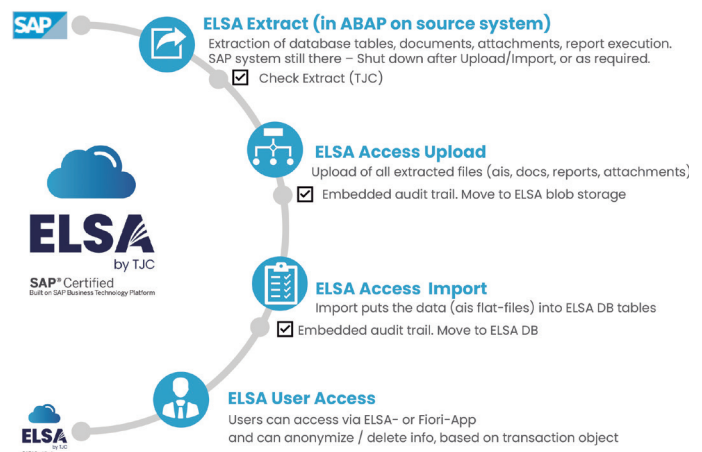 SAP
ELSA Extract (in ABAP on source system)
Extraction of database tables, documents, attachments, report execution.
SAP system still there – Shut down after Upload/Import, or as required.
Check Extract (TJC)
ELSA Access Upload
Upload of all extracted files (ais, docs, reports, attachments)
Embedded audit trail. Move to ELSA blob storage
ELSA
by TJC
SAP® Certified
Built on SAP Business Technology Platform
ELSA Access Import
Import puts the data (ais flat-files) into ELSA DB tables
Embedded audit trail. Move to ELSA DB
ELSA User Access
Users can access via ELSA- or Fiori-App
and can anonymize / delete info, based on transaction object
ELSA
by TJC